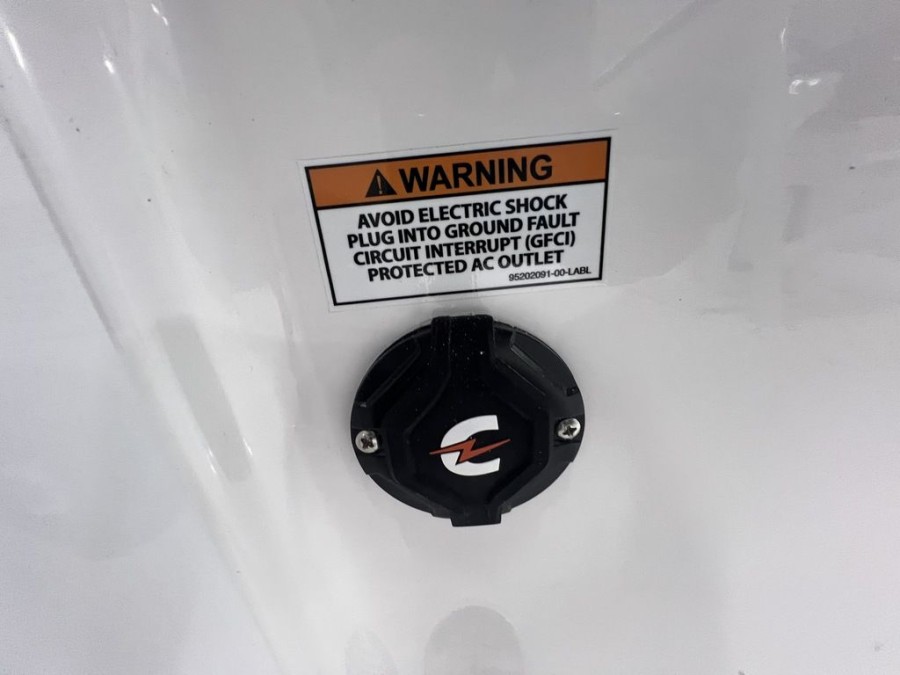 WARNING
AVOID ELECTRIC SHOCK
PLUG INTO GROUND FAULT
CIRCUIT INTERRUPT (GFCI)
PROTECTED AC OUTLET
95202091-00-LABL
C